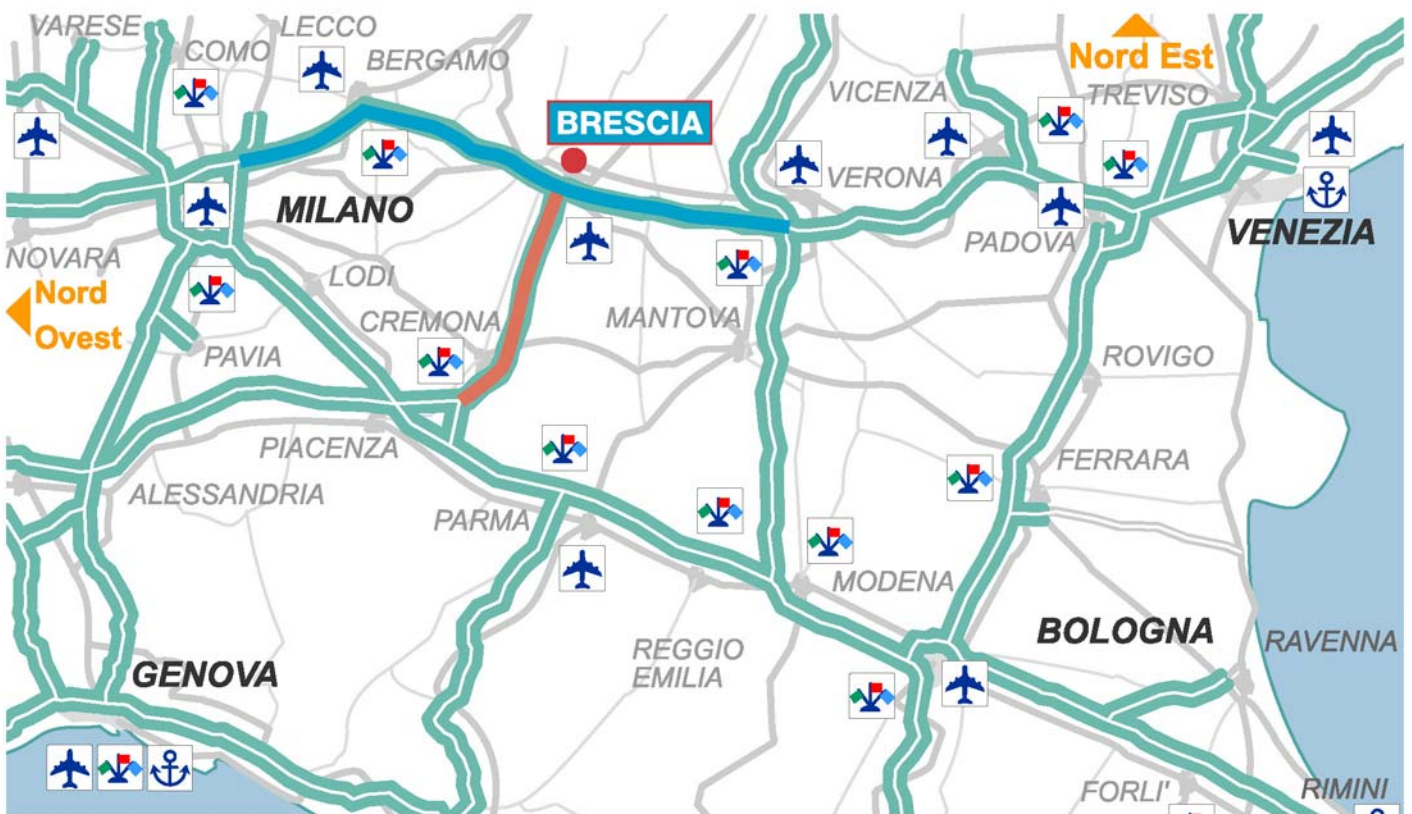 VARESE
LECCO
COMO
BERGAMO
Nord Est
VICENZA
TREVISO
BRESCIA
VERONA
MILANO
NOVARA
PADOVA
VENEZIA
LODI
Nord
Ovest
CREMONA
MANTOVA
PAVIA
ROVIGO
PIACENZA
FERRARA
ALESSANDRIA
PARMA
MODENA
BOLOGNA
RAVENNA
REGGIO
EMILIA
GENOVA
FORLI'
RIMINI